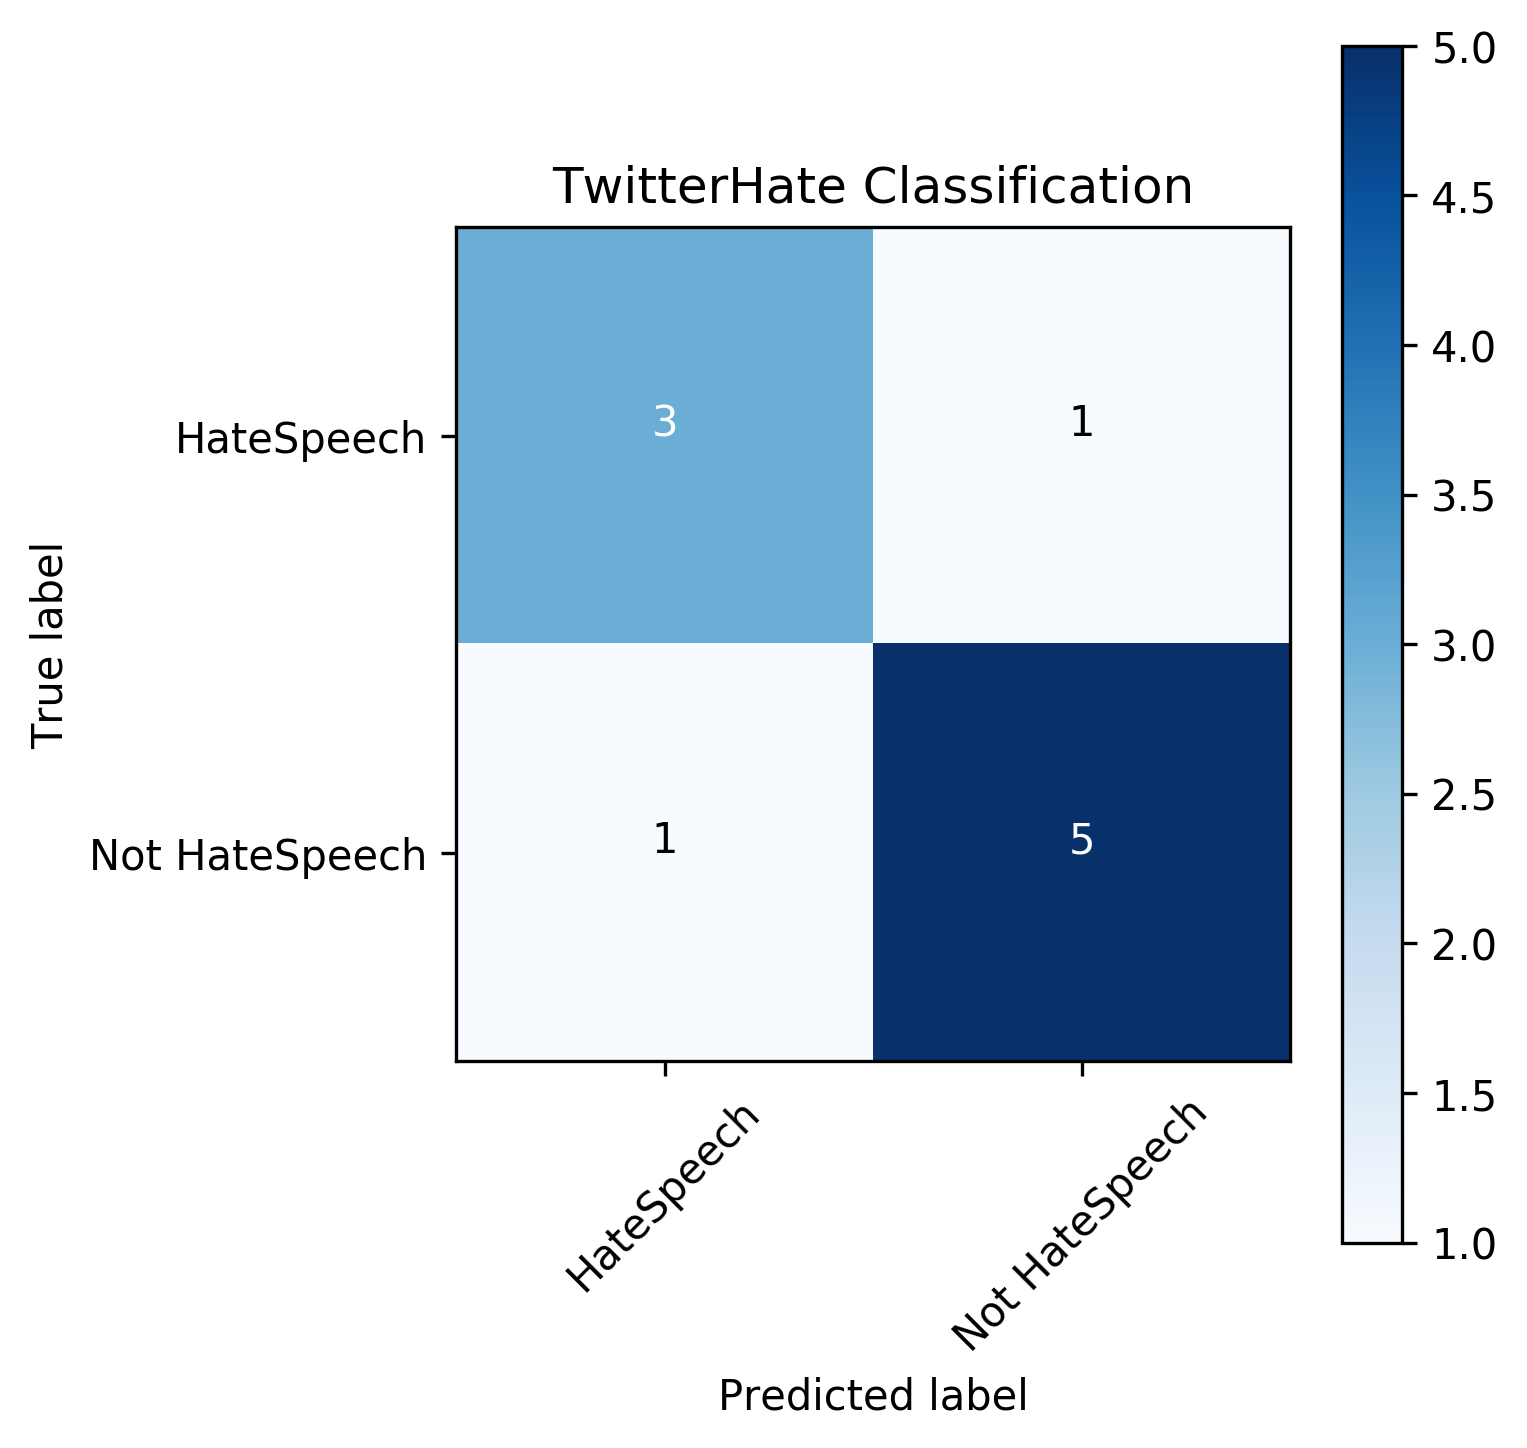 TwitterHate Classification
True label
HateSpeech
Not HateSpeech
3
1
1
5
HateSpeech
Not HateSpeech
Predicted label
5.0
4.5
4.0
3.5
3.0
2.5
2.0
1.5
1.0